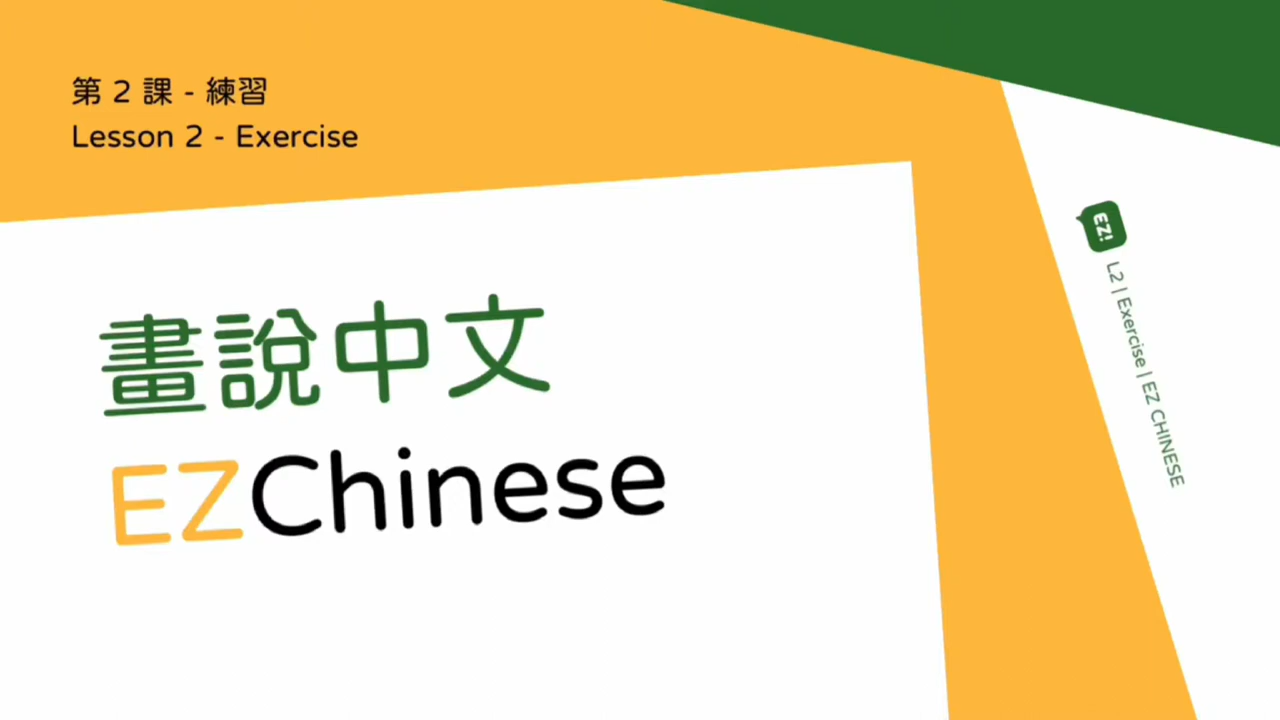 第 2 課 - 練習
Lesson 2 - Exercise
畫說中文
EZChinese
EZ!
L2 | Exercise | EZ CHINESE